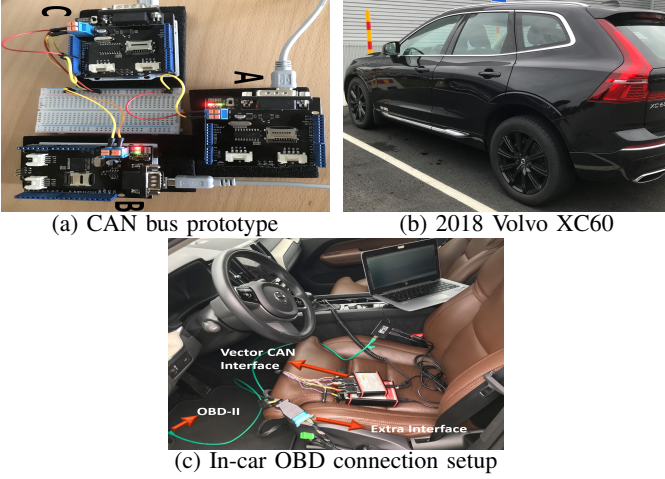 C
A
B
(a) CAN bus prototype
(b) 2018 Volvo XC60
Vector CAN
Interface
OBD-II
Extra Interface
(c) In-car OBD connection setup